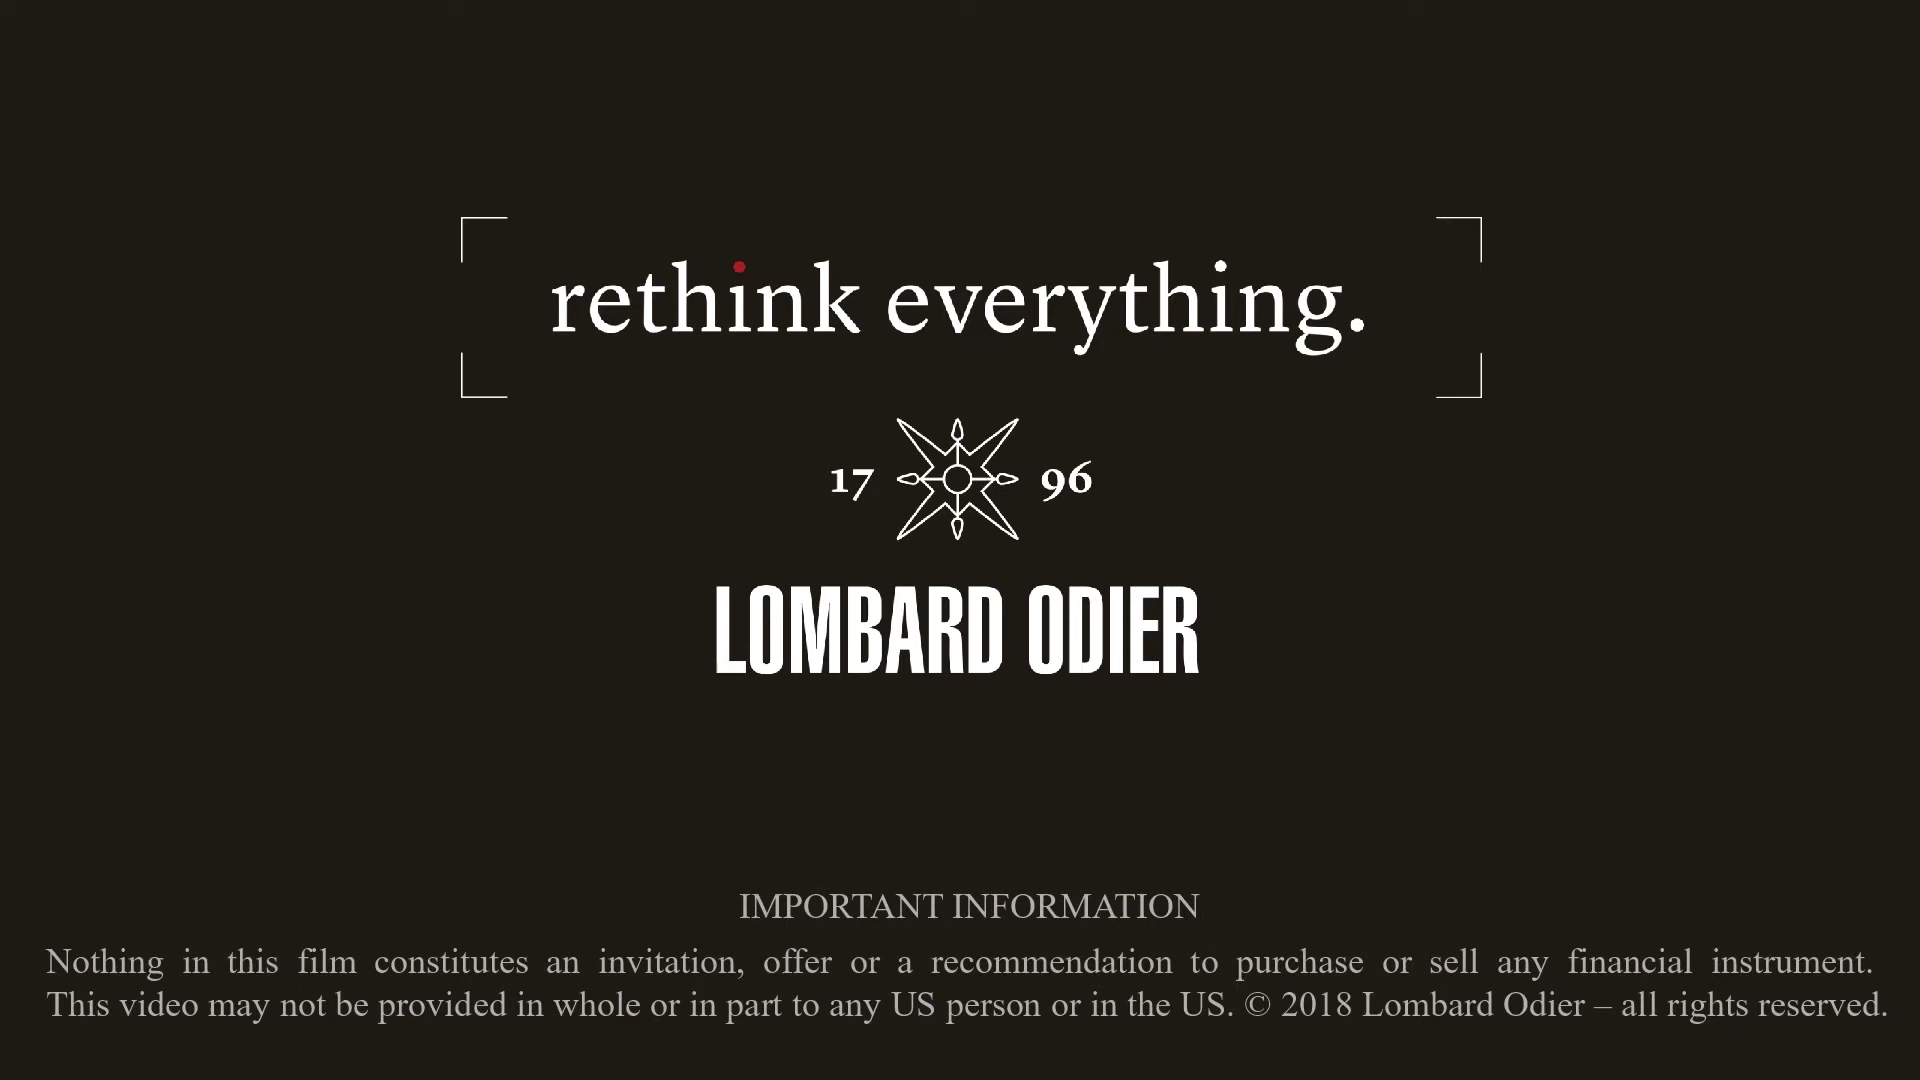 rethink everything.
17 96
LOMBARD ODIER
IMPORTANT INFORMATION
Nothing in this film constitutes an invitation, offer or a recommendation to purchase or sell any financial instrument.
This video may not be provided in whole or in part to any US person or in the US. © 2018 Lombard Odier – all rights reserved.